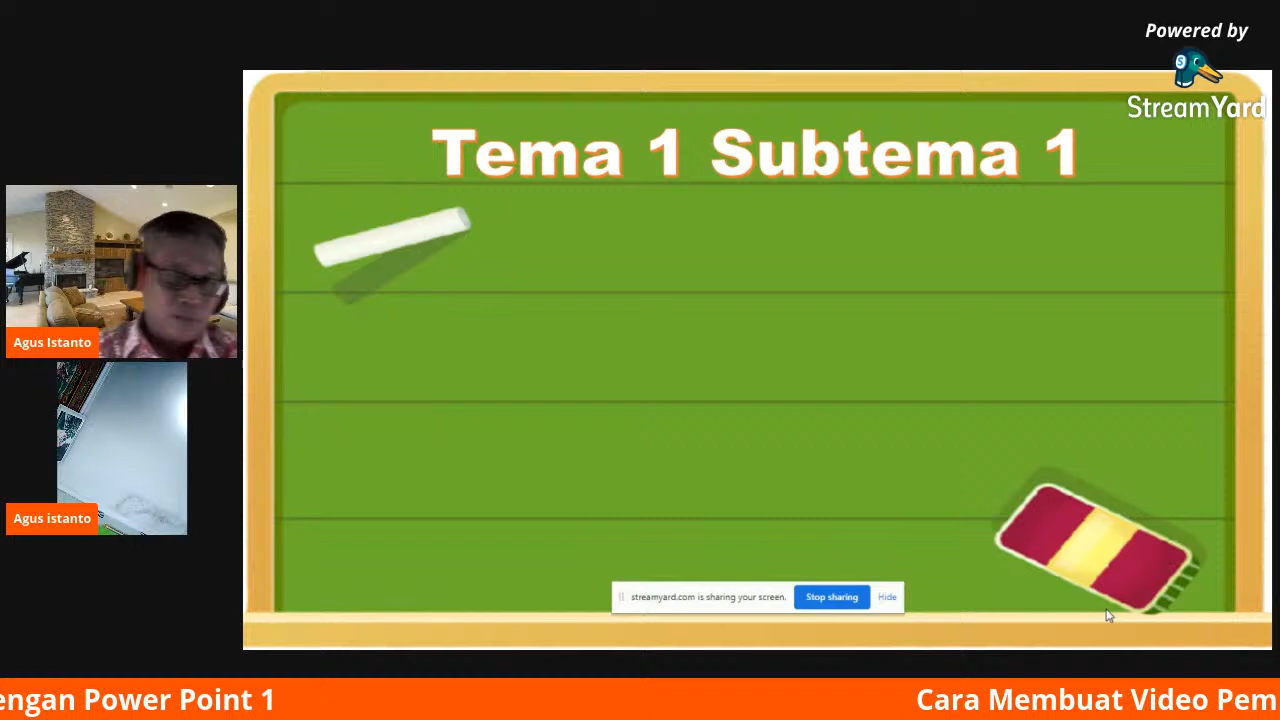 Powered by
StreamYard
Tema 1 Subtema 1
Agus Istanto
Agus istanto
streamyard.com is sharing your screen.
Stop sharing
Hide
engan Power Point 1
Cara Membuat Video Pem